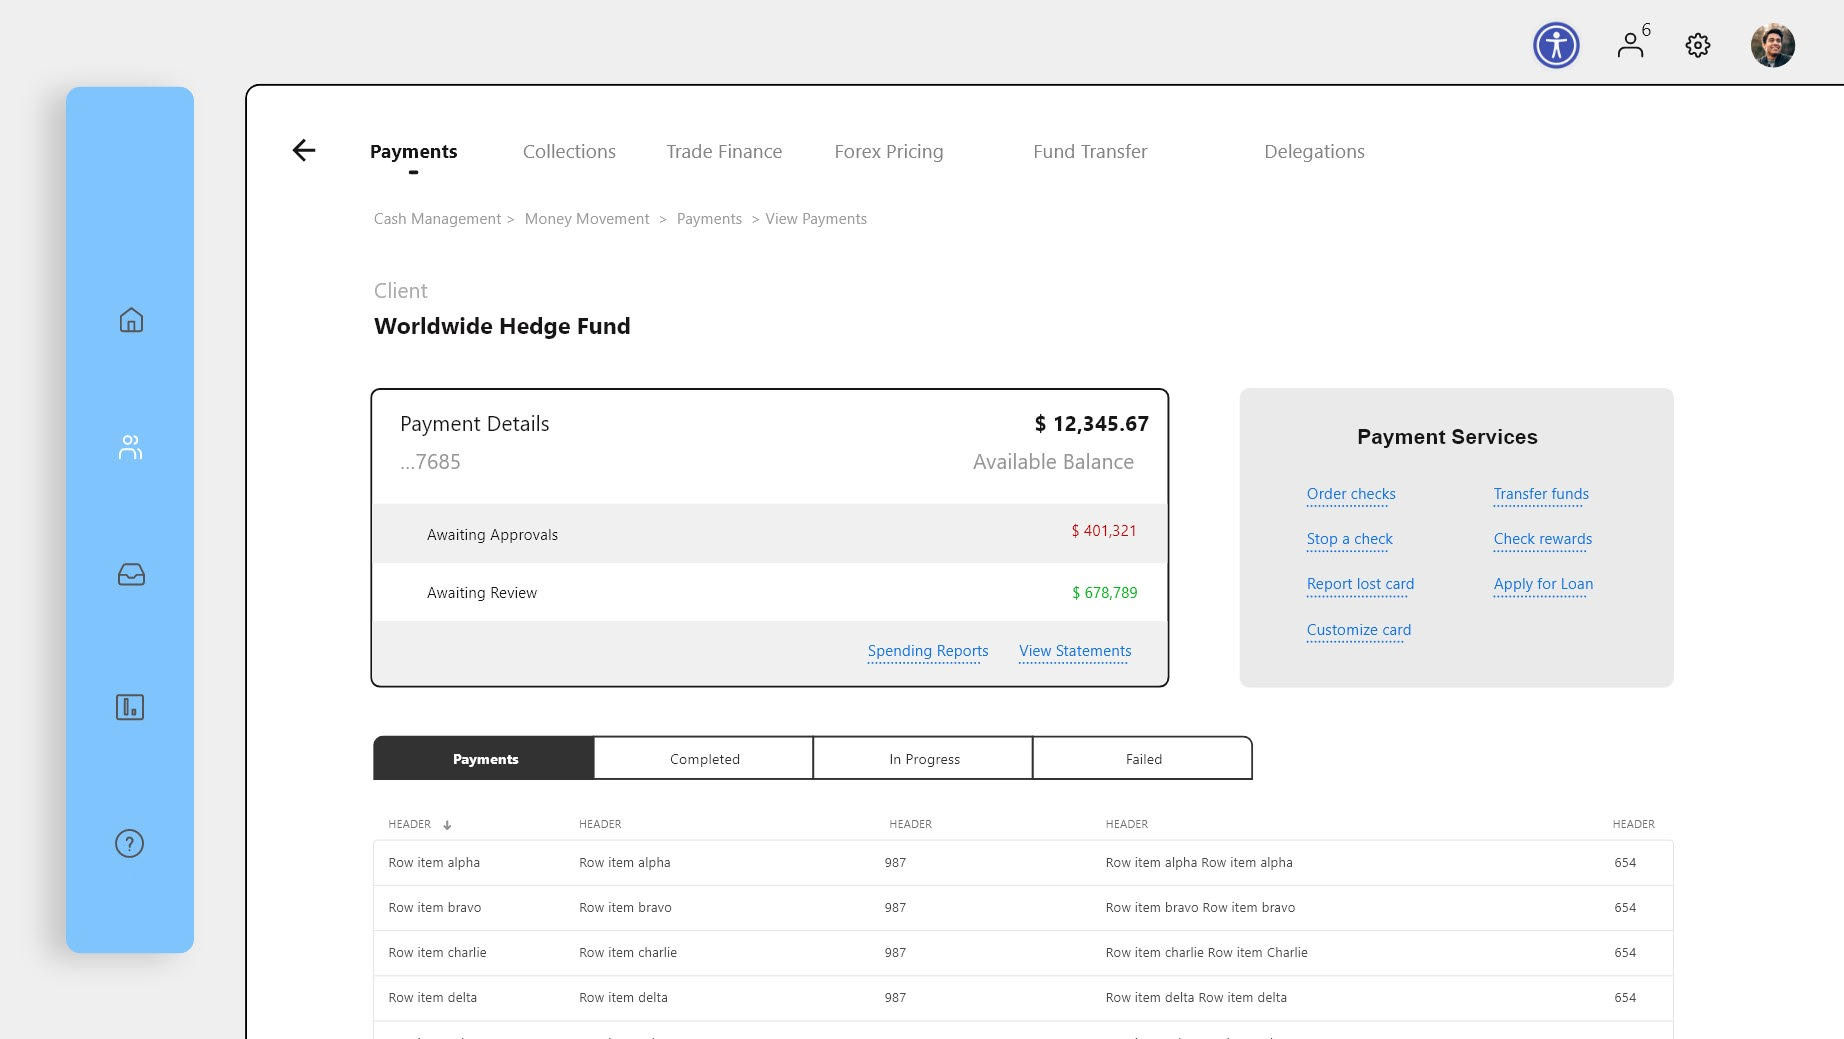 6
Payments Collections Trade Finance Forex Pricing Fund Transfer Delegations
Cash Management > Money Movement > Payments > View Payments
Client
Worldwide Hedge Fund
Payment Details $ 12,345.67
...7685 Available Balance
Awaiting Approvals $ 401,321
Awaiting Review $ 678,789
Spending Reports View Statements
Payment Services
Order checks Transfer funds
Stop a check Check rewards
Report lost card Apply for Loan
Customize card
Payments Completed In Progress Failed
HEADER HEADER HEADER HEADER HEADER
Row item alpha Row item alpha 987 Row item alpha Row item alpha 654
Row item bravo Row item bravo 987 Row item bravo Row item bravo 654
Row item charlie Row item charlie 987 Row item charlie Row item Charlie 654
Row item delta Row item delta 987 Row item delta Row item delta 654